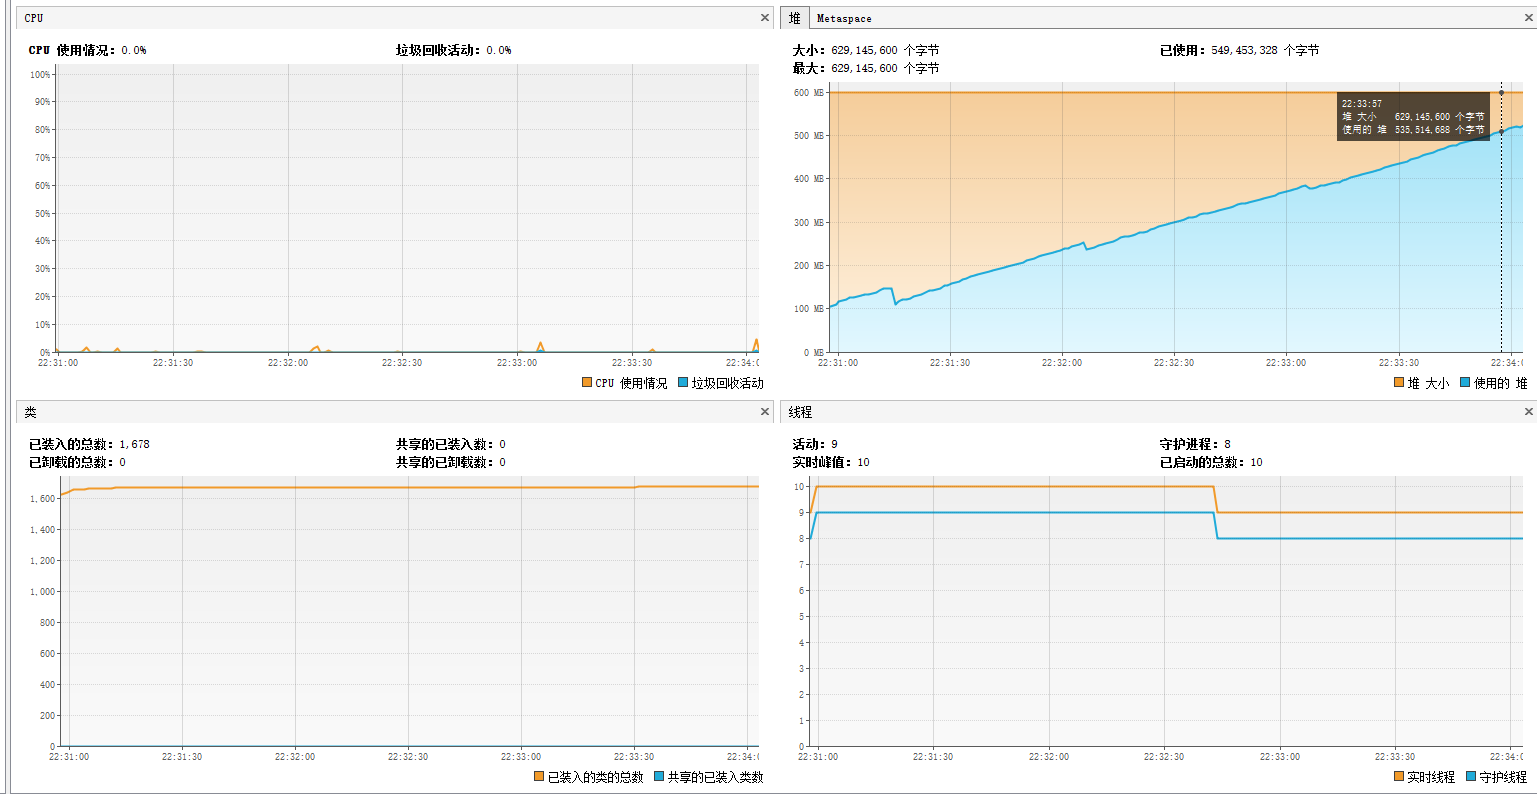 CPU
CPU 使用情况: 0.0%
垃圾回收活动: 0.0%
100%
90%
80%
70%
60%
50%
40%
30%
20%
10%
0%
22:31:00 22:31:30 22:32:00 22:32:30 22:33:00 22:33:30 22:34:0
CPU 使用情况 垃圾回收活动
堆 Metaspace
大小: 629,145,600 个字节
已使用: 549,453,328 个字节
最大: 629,145,600 个字节
600 MB
500 MB
400 MB
300 MB
200 MB
100 MB
0 MB
22:33:57
堆 大小 629,145,600 个字节
使用的 堆 535,514,688 个字节
22:31:00 22:31:30 22:32:00 22:32:30 22:33:00 22:33:30 22:34:0
堆 大小 使用的 堆
类
已装入的总数: 1,678
共享的已装入数: 0
已卸载的总数: 0
共享的已卸载数: 0
1,600
1,400
1,200
1,000
800
600
400
200
0
22:31:00 22:31:30 22:32:00 22:32:30 22:33:00 22:33:30 22:34:0
已装入的类的总数 共享的已装入类数
线程
活动: 9
守护进程: 8
实时峰值: 10
已启动的总数: 10
10
9
8
7
6
5
4
3
2
1
0
22:31:00 22:31:30 22:32:00 22:32:30 22:33:00 22:33:30 22:34:0
实时线程 守护线程